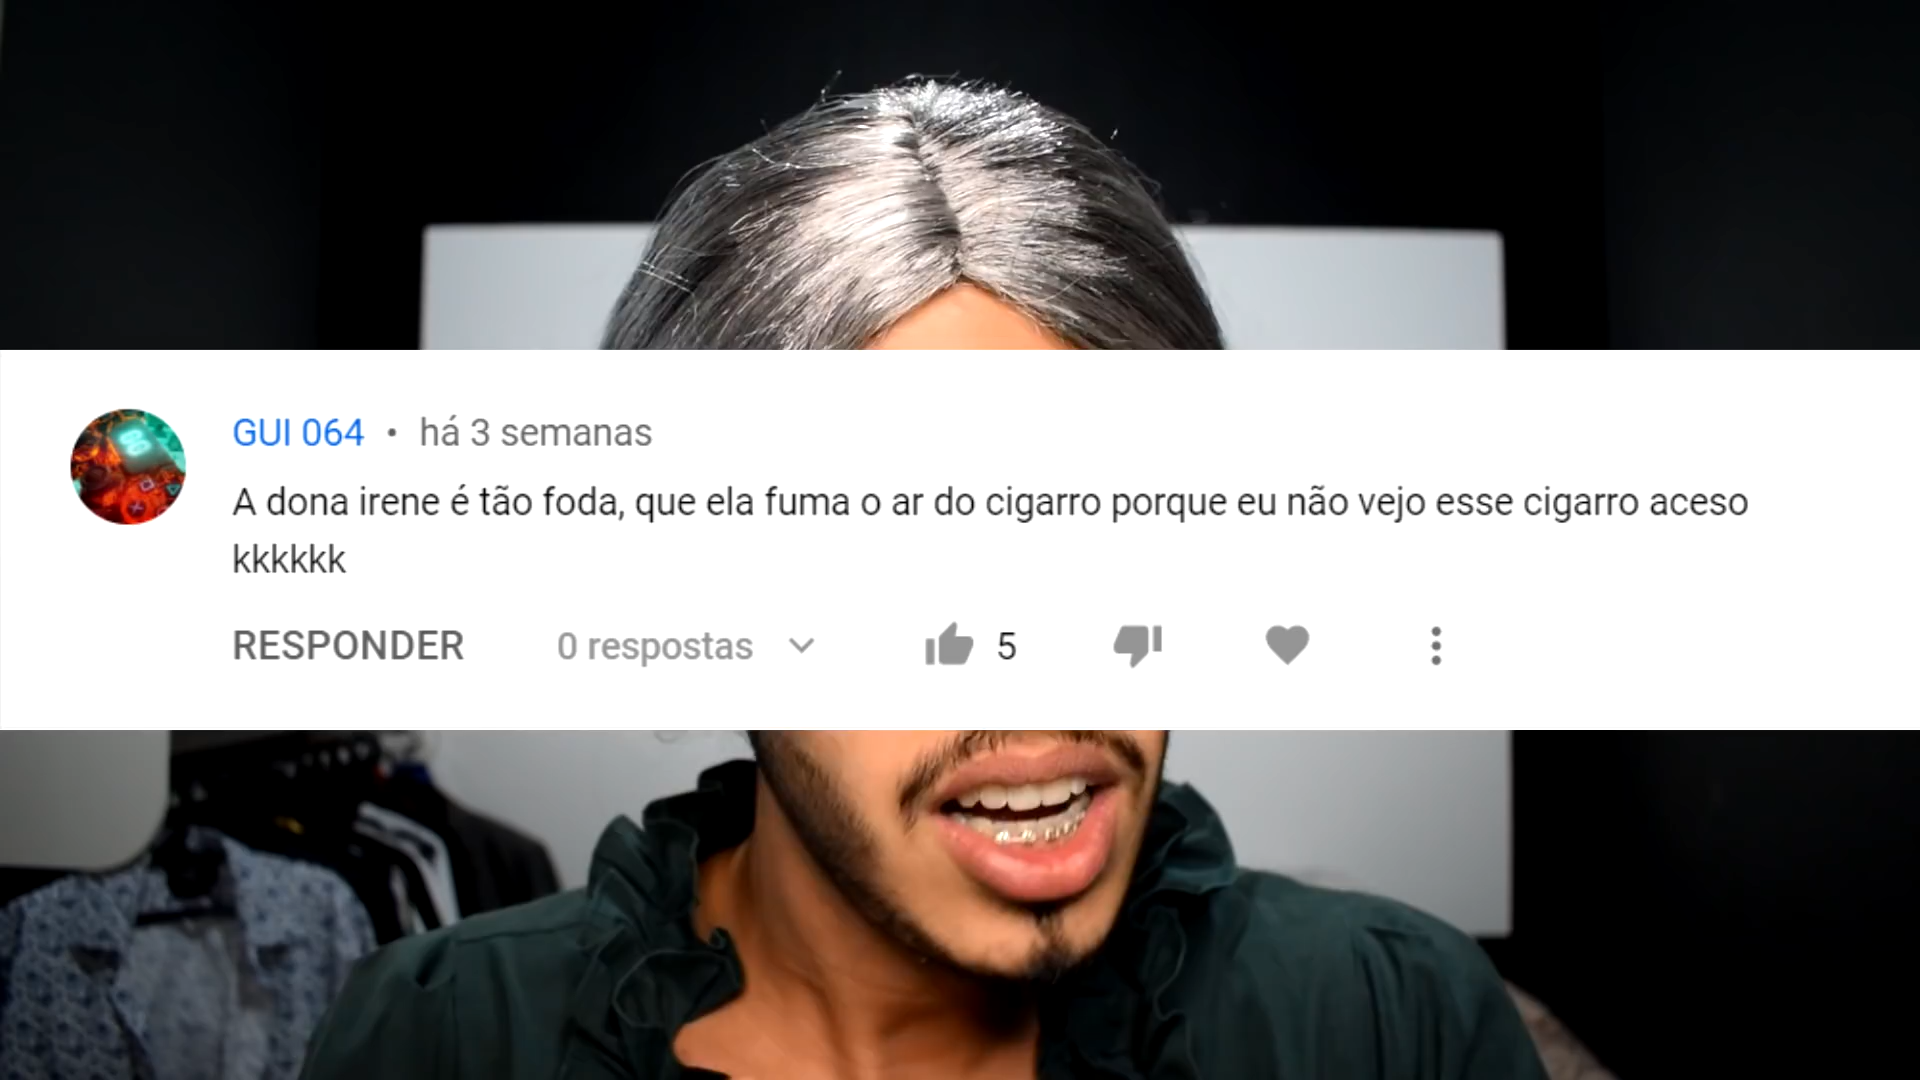 GUI 064 • há 3 semanas
A dona irene é tão foda, que ela fuma o ar do cigarro porque eu não vejo esse cigarro aceso
kkkkkk
RESPONDER 0 respostas 5